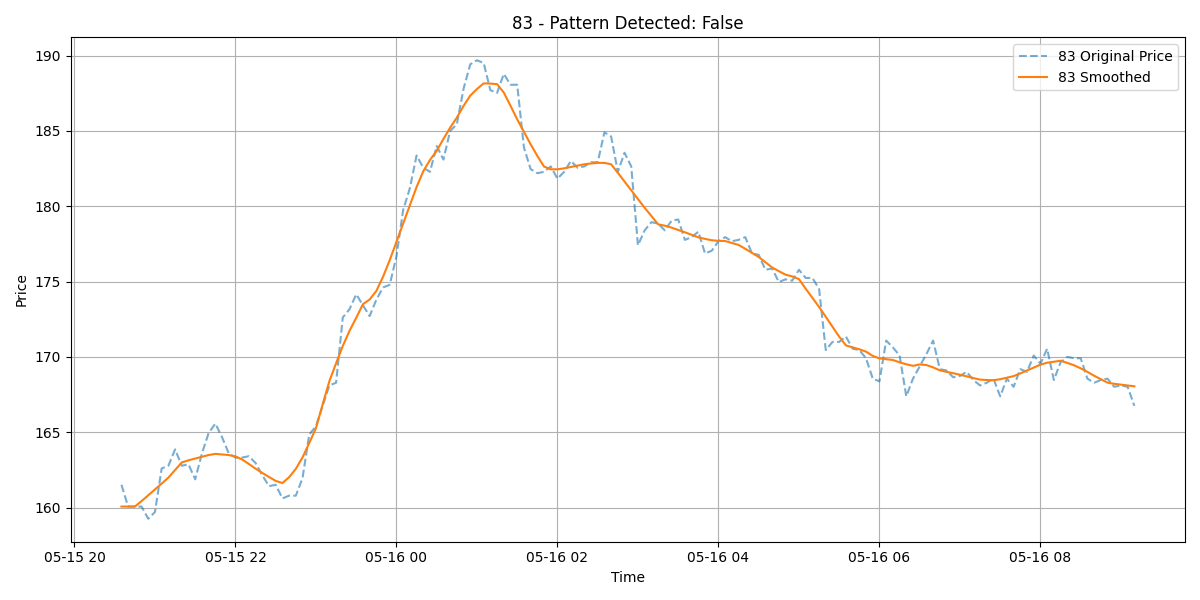 83 - Pattern Detected: False
83 Original Price
83 Smoothed
Price
190
185
180
175
170
165
160
05-15 20
05-15 22
05-16 00
05-16 02
05-16 04
05-16 06
05-16 08
Time